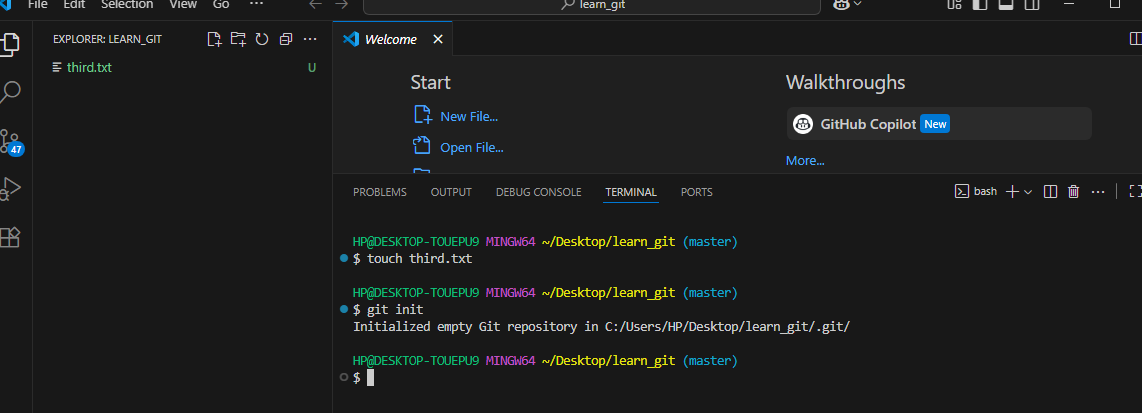 File Edit Selection View Go ···
learn_git
EXPLORER: LEARN_GIT ···
third.txt U
47
Welcome
Start
New File...
Open File...
Walkthroughs
GitHub Copilot New
More...
PROBLEMS OUTPUT DEBUG CONSOLE TERMINAL PORTS bash ···
HP@DESKTOP-TOUEPU9 MINGW64 ~/Desktop/learn_git (master)
$ touch third.txt
HP@DESKTOP-TOUEPU9 MINGW64 ~/Desktop/learn_git (master)
$ git init
Initialized empty Git repository in C:/Users/HP/Desktop/learn_git/.git/
HP@DESKTOP-TOUEPU9 MINGW64 ~/Desktop/learn_git (master)
$